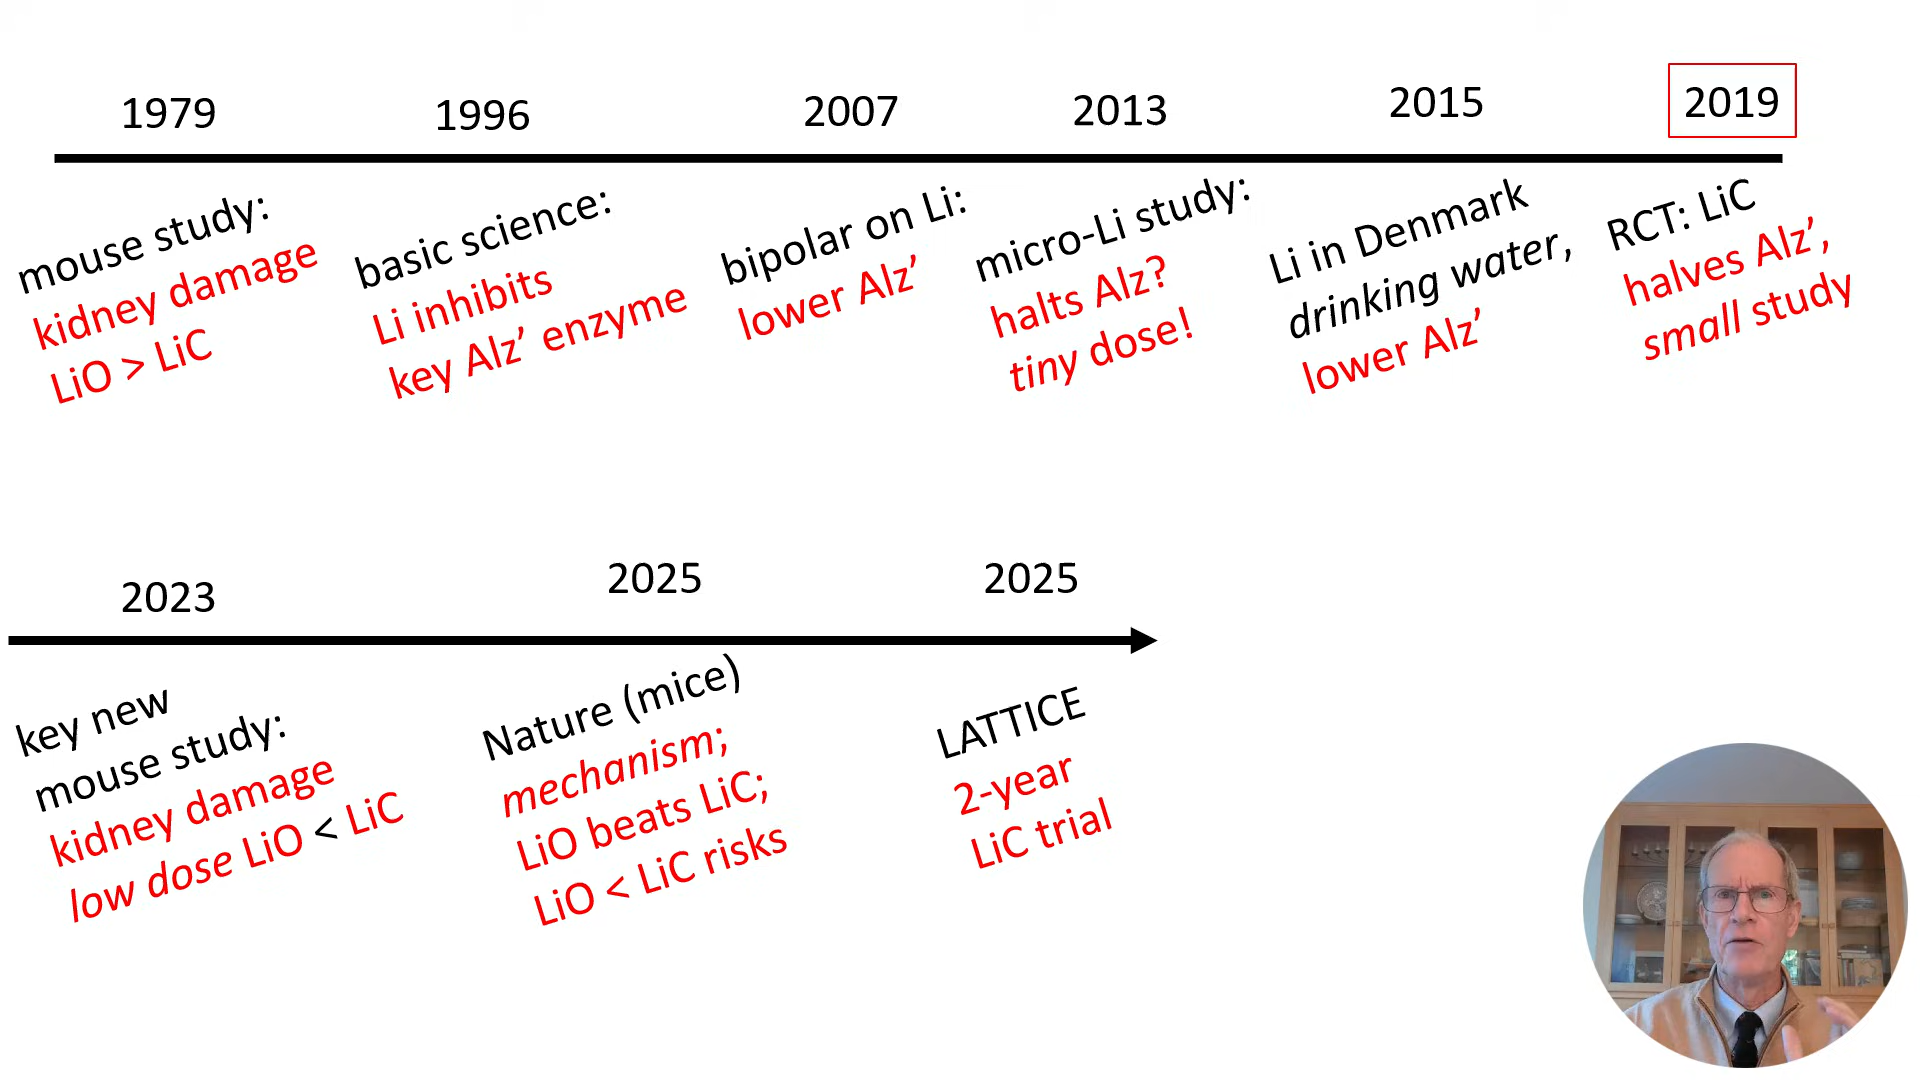 1979
1996
2007
2013
2015
2019
mouse study:
kidney damage
LiO > LiC
basic science:
Li inhibits
key Alz’ enzyme
bipolar on Li:
lower Alz’
micro-Li study:
halts Alz?
tiny dose!
Li in Denmark
drinking water,
lower Alz’
RCT: LiC
halves Alz’,
small study
2023
2025
2025
key new
mouse study:
kidney damage
low dose LiO < LiC
Nature (mice)
mechanism;
LiO beats LiC;
LiO < LiC risks
LATTICE
2-year
LiC trial